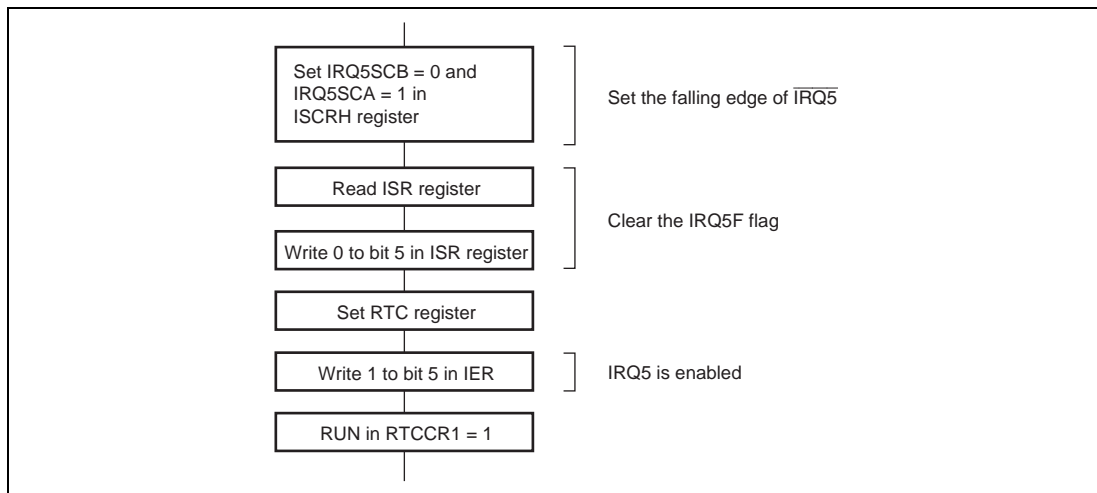 Set IRQ5SCB = 0 and
IRQ5SCA = 1 in
ISCRH register
Set the falling edge of I̅R̅Q̅5̅
Read ISR register
Clear the IRQ5F flag
Write 0 to bit 5 in ISR register
Set RTC register
Write 1 to bit 5 in IER
IRQ5 is enabled
RUN in RTCCR1 = 1